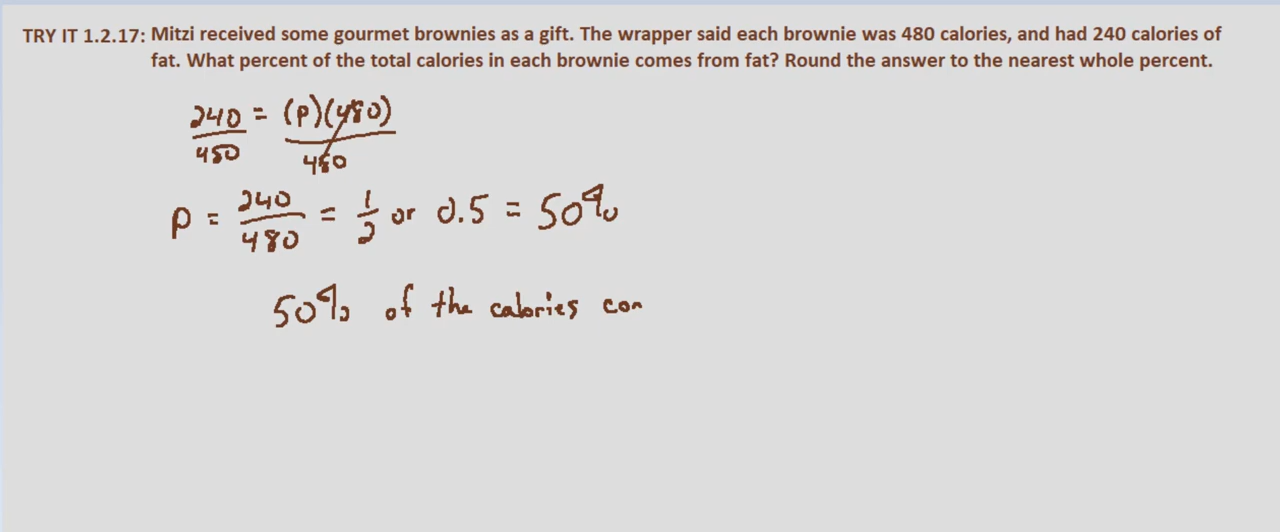 TRY IT 1.2.17: Mitzi received some gourmet brownies as a gift. The wrapper said each brownie was 480 calories, and had 240 calories of
fat. What percent of the total calories in each brownie comes from fat? Round the answer to the nearest whole percent.
240/480 = (p)(480)/480
p = 240/480 = 1/2 or 0.5 = 50%
50% of the calories com